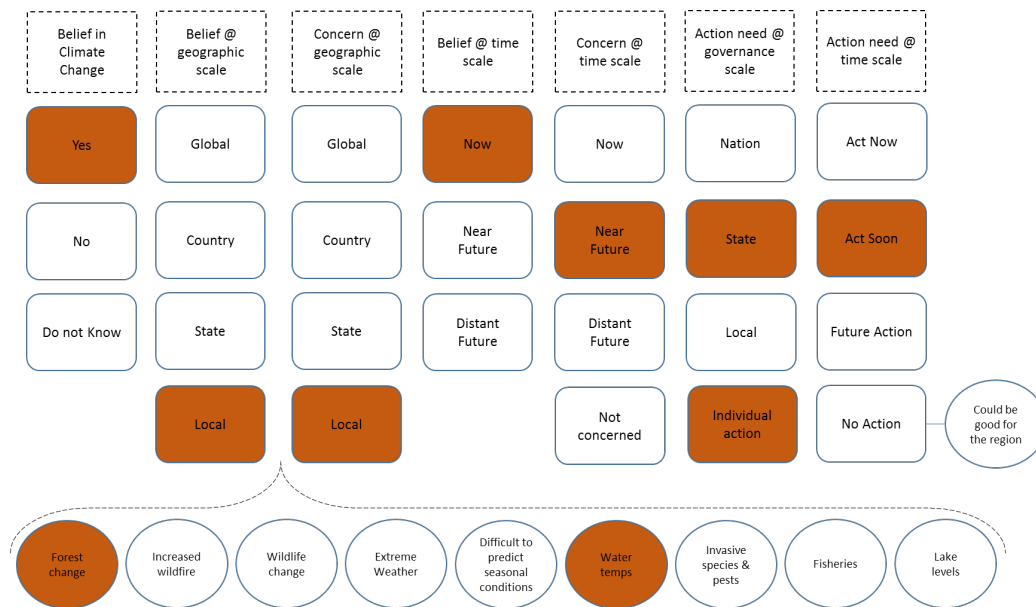 Belief in
Climate
Change
Belief @
geographic
scale
Concern @
geographic
scale
Belief @ time
scale
Concern
@ time scale
Action need @
governance
scale
Action need @
time scale
Yes
Global
Global
Now
Now
Nation
Act Now
No
Country
Country
Near
Future
Near
Future
State
Act Soon
Do not Know
State
State
Distant
Future
Distant
Future
Local
Future Action
Local
Local
Not
concerned
Individual
action
No Action
Could be
good for
the region
Forest
change
Increased
wildfire
Wildlife
change
Extreme
Weather
Difficult to
predict
seasonal
conditions
Water
temps
Invasive
species &
pests
Fisheries
Lake
levels